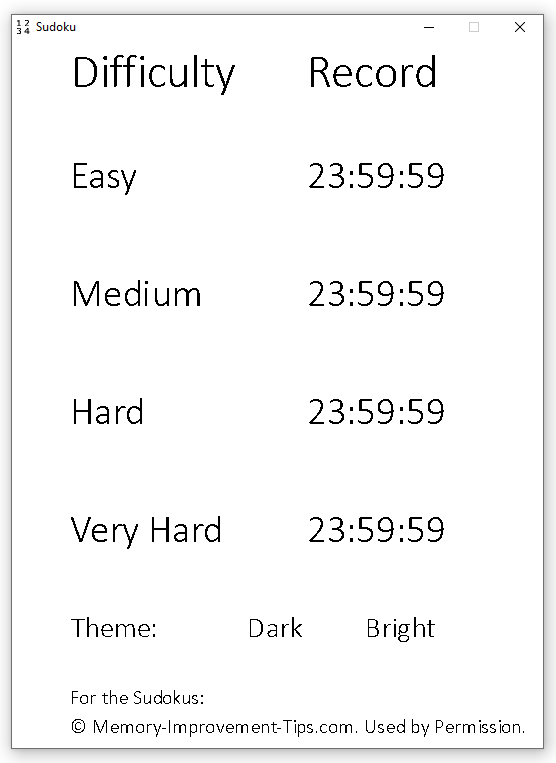 1 2
3 4
Sudoku
Difficulty Record
Easy 23:59:59
Medium 23:59:59
Hard 23:59:59
Very Hard 23:59:59
Theme: Dark Bright
For the Sudokus:
© Memory-Improvement-Tips.com. Used by Permission.